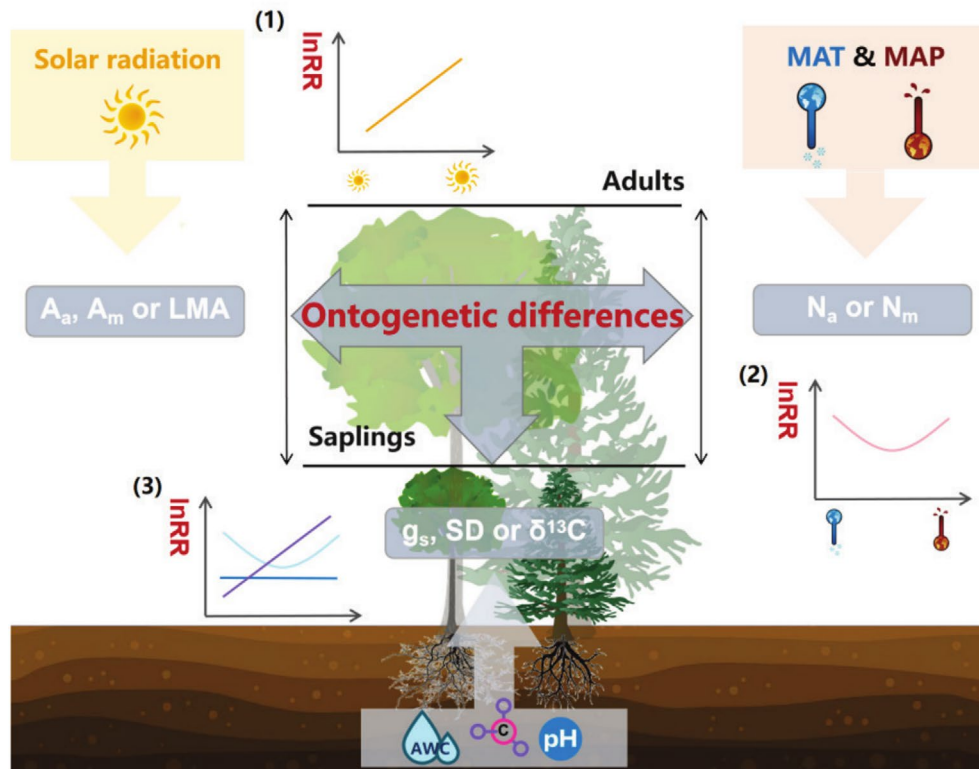 (1)
Solar radiation
lnRR
MAT & MAP
Adults
Aₐ, Aₘ or LMA
Ontogenetic differences
Nₐ or Nₘ
(2)
lnRR
Saplings
(3)
lnRR
gₛ, SD or δ¹³C
AWC
C
pH